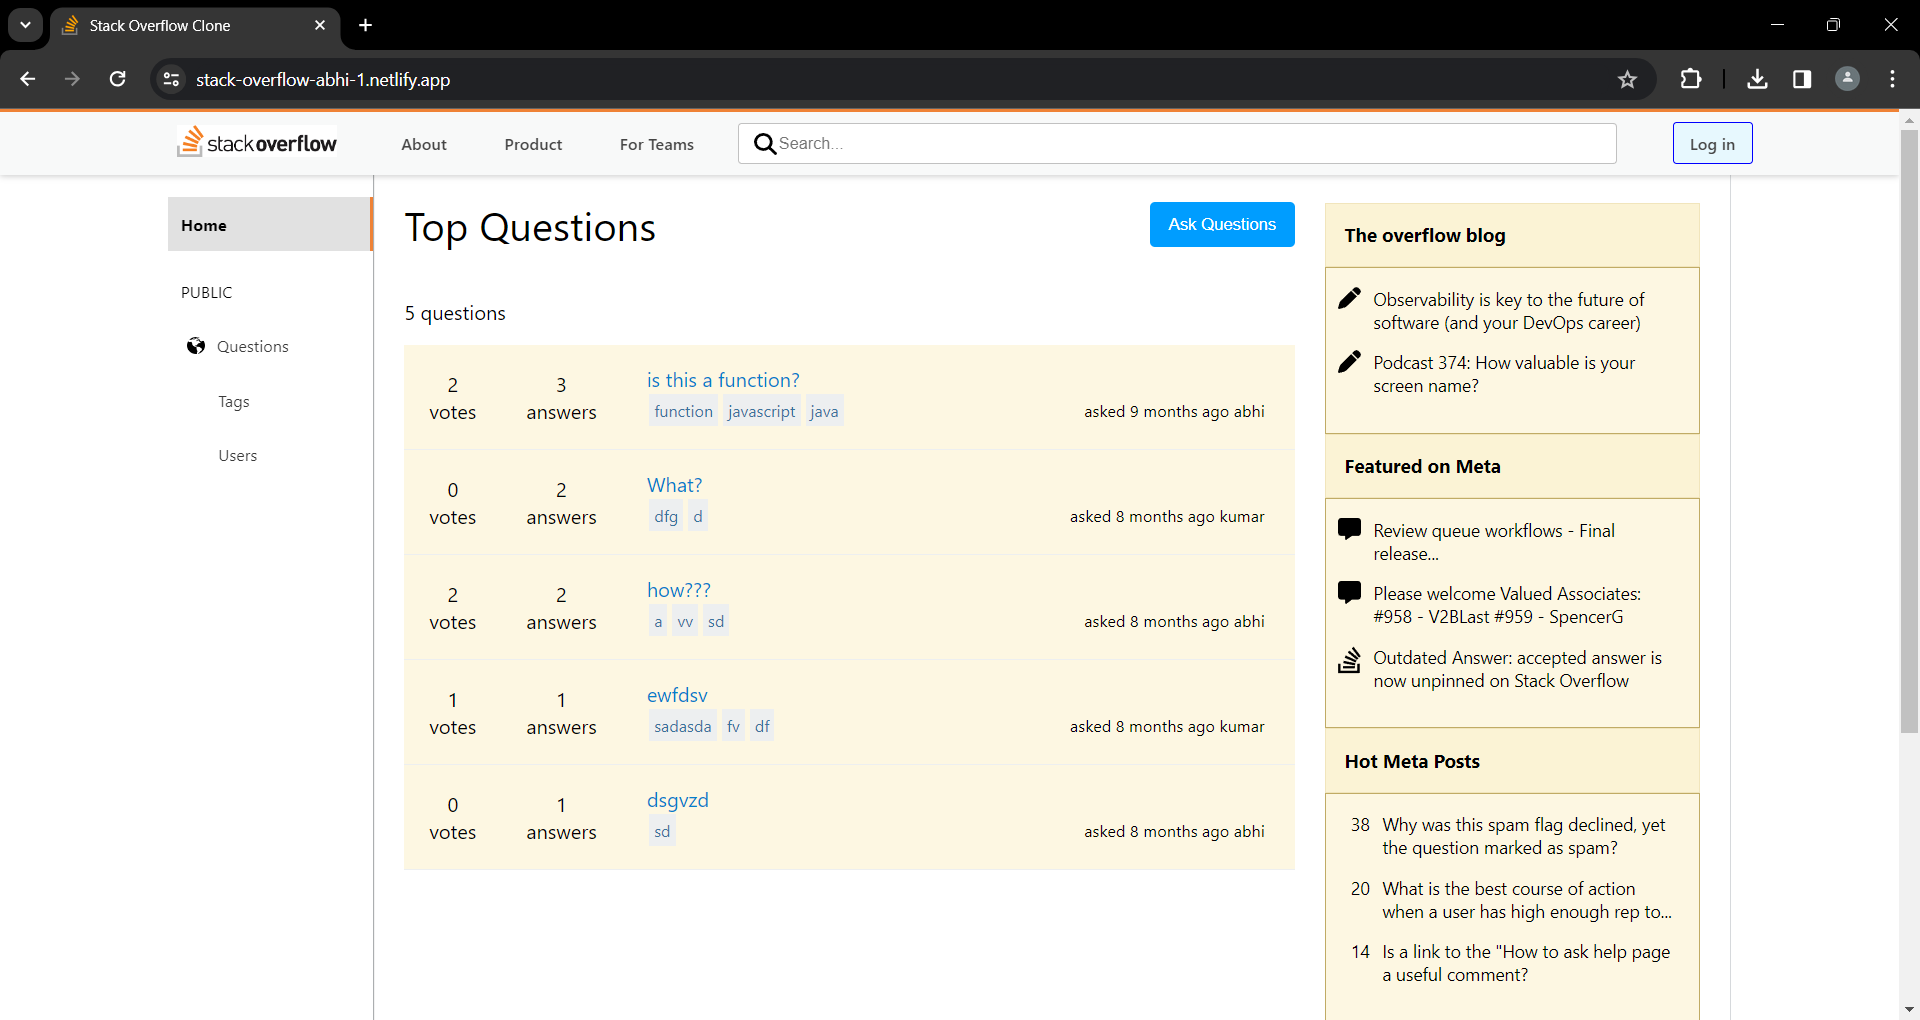 Stack Overflow Clone
stack-overflow-abhi-1.netlify.app
stackoverflow
About
Product
For Teams
Search...
Log in
Home
PUBLIC
Questions
Tags
Users
Top Questions
Ask Questions
5 questions
2 votes
3 answers
is this a function?
function javascript java
asked 9 months ago abhi
0 votes
2 answers
What?
dfg d
asked 8 months ago kumar
2 votes
2 answers
how???
a vv sd
asked 8 months ago abhi
1 votes
1 answers
ewfdsv
sadasda fv df
asked 8 months ago kumar
0 votes
1 answers
dsgvzd
sd
asked 8 months ago abhi
The overflow blog
Observability is key to the future of
software (and your DevOps career)
Podcast 374: How valuable is your
screen name?
Featured on Meta
Review queue workflows - Final
release...
Please welcome Valued Associates:
#958 - V2BLast #959 - SpencerG
Outdated Answer: accepted answer is
now unpinned on Stack Overflow
Hot Meta Posts
38 Why was this spam flag declined, yet
the question marked as spam?
20 What is the best course of action
when a user has high enough rep to...
14 Is a link to the "How to ask help page
a useful comment?